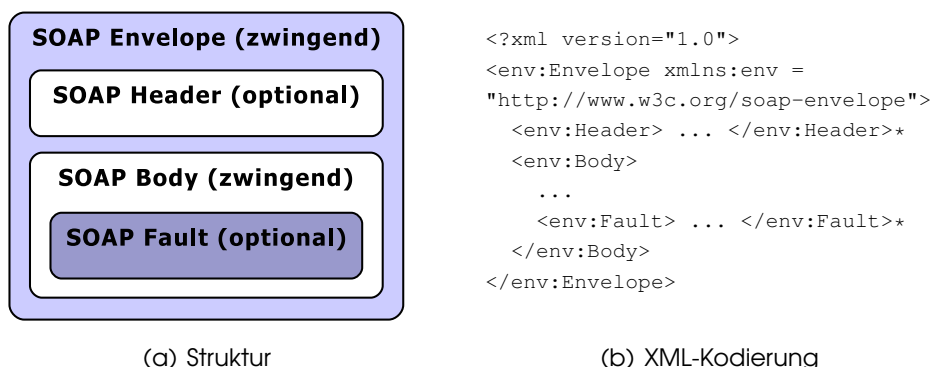 SOAP Envelope (zwingend)
SOAP Header (optional)
SOAP Body (zwingend)
SOAP Fault (optional)
(a) Struktur
<?xml version="1.0">
<env:Envelope xmlns:env =
"http://www.w3c.org/soap-envelope">
  <env:Header> ... </env:Header>*
  <env:Body>
    ...
    <env:Fault> ... </env:Fault>*
  </env:Body>
</env:Envelope>
(b) XML-Kodierung